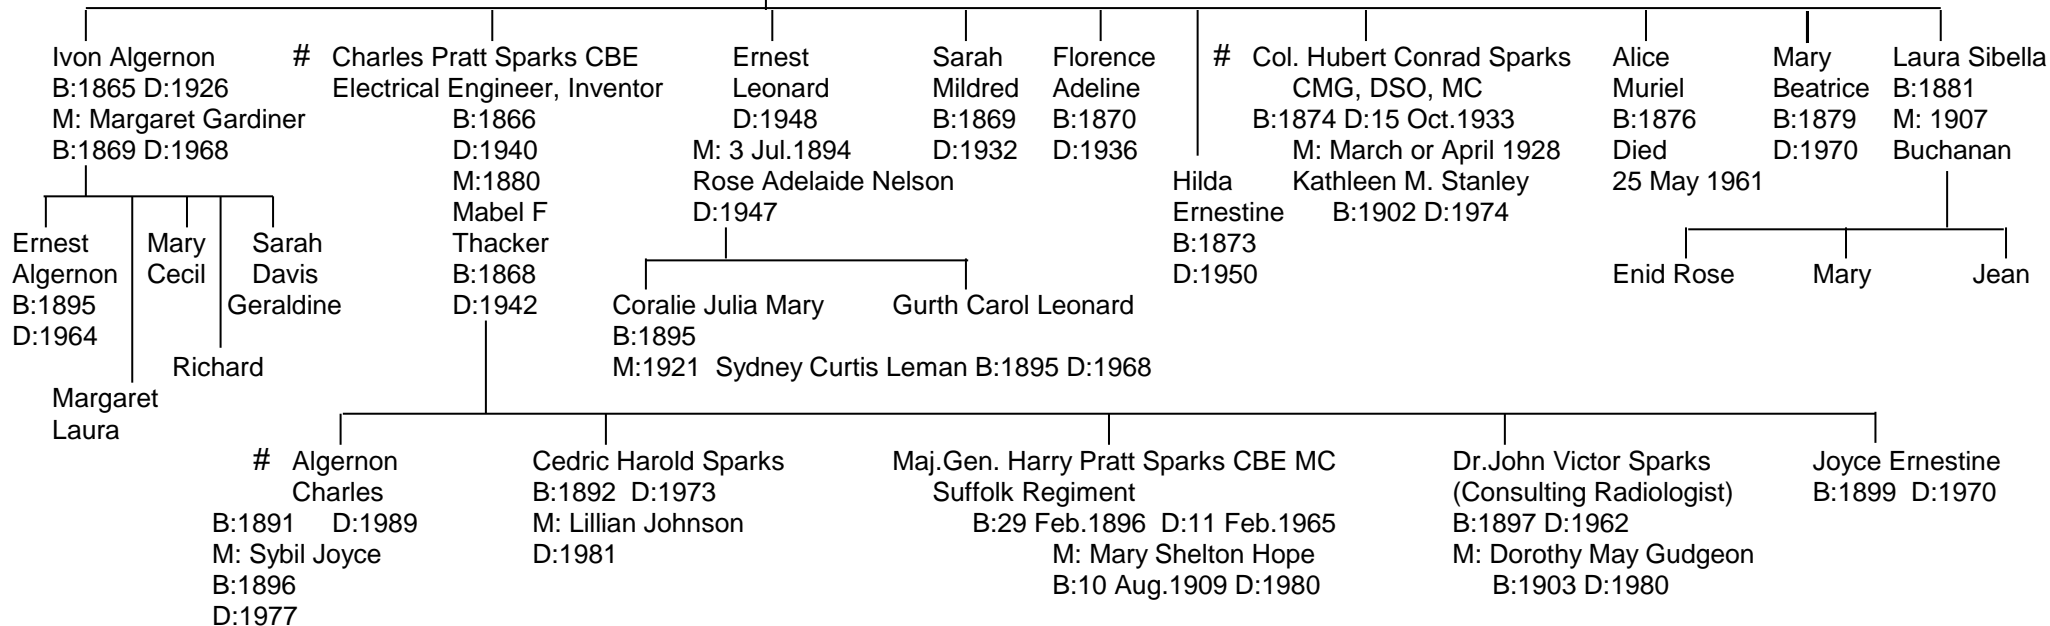 Ivon Algernon
B:1865 D:1926
M: Margaret Gardiner
B:1869 D:1968
# Charles Pratt Sparks CBE
Electrical Engineer, Inventor
B:1866
D:1940
M:1880
Mabel F
Thacker
B:1868
D:1942
Ernest
Leonard
D:1948
M: 3 Jul.1894
Rose Adelaide Nelson
D:1947
Sarah
Mildred
B:1869
D:1932
Florence
Adeline
B:1870
D:1936
Hilda
Ernestine
B:1873
D:1950
# Col. Hubert Conrad Sparks
CMG, DSO, MC
B:1874 D:15 Oct.1933
M: March or April 1928
Kathleen M. Stanley
B:1902 D:1974
Alice
Muriel
B:1876
Died
25 May 1961
Mary
Beatrice
B:1879
D:1970
Laura Sibella
B:1881
M: 1907
Buchanan
Ernest
Algernon
B:1895
D:1964
Margaret
Laura
Mary
Cecil
Richard
Sarah
Davis
Geraldine
Coralie Julia Mary
B:1895
M:1921 Sydney Curtis Leman B:1895 D:1968
Gurth Carol Leonard
Enid Rose
Mary
Jean
# Algernon
Charles
B:1891 D:1989
M: Sybil Joyce
B:1896
D:1977
Cedric Harold Sparks
B:1892 D:1973
M: Lillian Johnson
D:1981
Maj.Gen. Harry Pratt Sparks CBE MC
Suffolk Regiment
B:29 Feb.1896 D:11 Feb.1965
M: Mary Shelton Hope
B:10 Aug.1909 D:1980
Dr.John Victor Sparks
(Consulting Radiologist)
B:1897 D:1962
M: Dorothy May Gudgeon
B:1903 D:1980
Joyce Ernestine
B:1899 D:1970